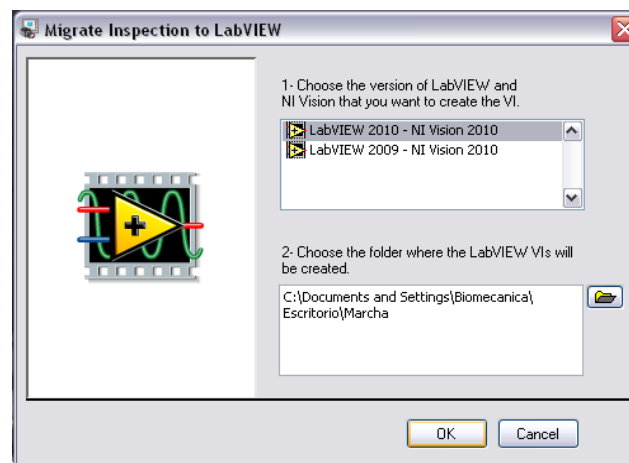 Migrate Inspection to LabVIEW
1- Choose the version of LabVIEW and
NI Vision that you want to create the VI.
LabVIEW 2010 - NI Vision 2010
LabVIEW 2009 - NI Vision 2010
2- Choose the folder where the LabVIEW VIs will
be created.
C:\Documents and Settings\Biomecanica\
Escritorio\Marcha
OK Cancel